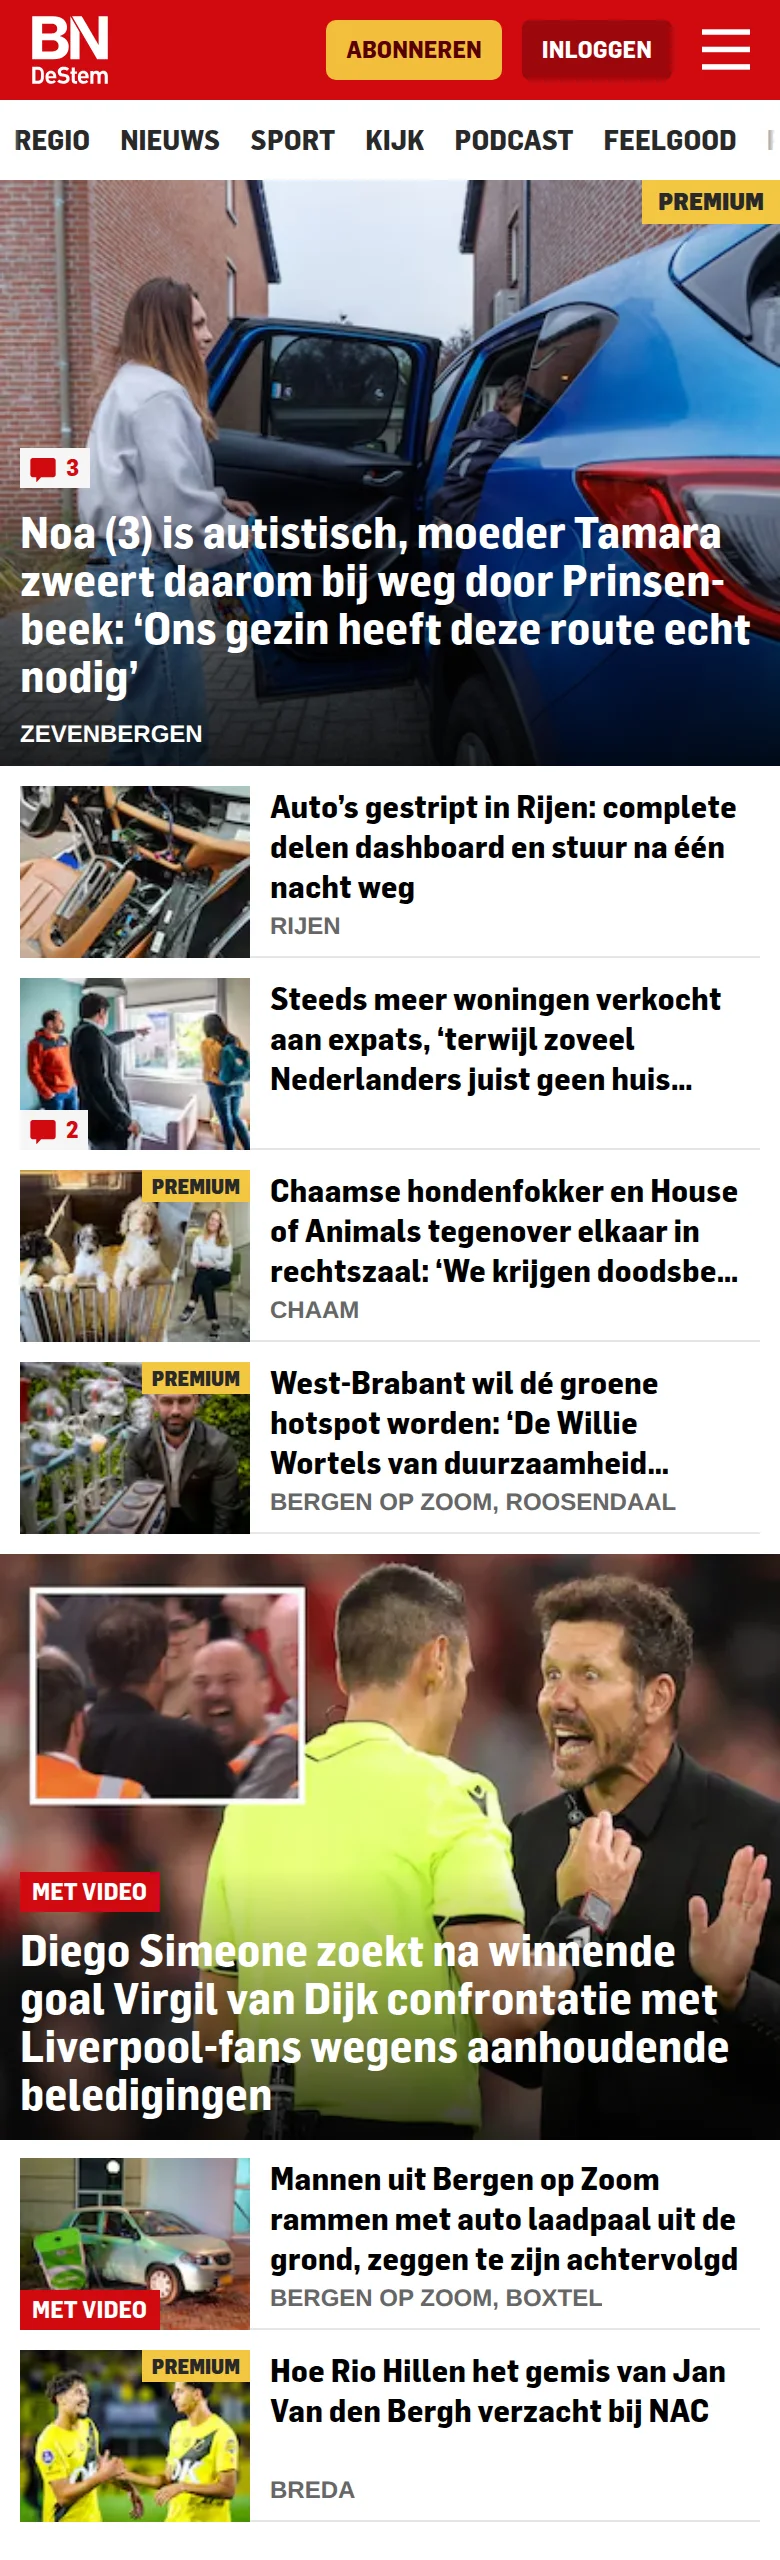 BN
DeStem
ABONNEREN
INLOGGEN
REGIO NIEUWS SPORT KIJK PODCAST FEELGOOD
PREMIUM
3
Noa (3) is autistisch, moeder Tamara
zweert daarom bij weg door Prinsen-
beek: ‘Ons gezin heeft deze route echt
nodig’
ZEVENBERGEN
Auto’s gestript in Rijen: complete
delen dashboard en stuur na één
nacht weg
RIJEN
2
Steeds meer woningen verkocht
aan expats, ‘terwijl zoveel
Nederlanders juist geen huis...
PREMIUM
Chaamse hondenfokker en House
of Animals tegenover elkaar in
rechtszaal: ‘We krijgen doodsbe...
CHAAM
PREMIUM
West-Brabant wil dé groene
hotspot worden: ‘De Willie
Wortels van duurzaamheid...
BERGEN OP ZOOM, ROOSENDAAL
MET VIDEO
Diego Simeone zoekt na winnende
goal Virgil van Dijk confrontatie met
Liverpool-fans wegens aanhoudende
beledigingen
MET VIDEO
Mannen uit Bergen op Zoom
rammen met auto laadpaal uit de
grond, zeggen te zijn achtervolgd
BERGEN OP ZOOM, BOXTEL
PREMIUM
Hoe Rio Hillen het gemis van Jan
Van den Bergh verzacht bij NAC
BREDA